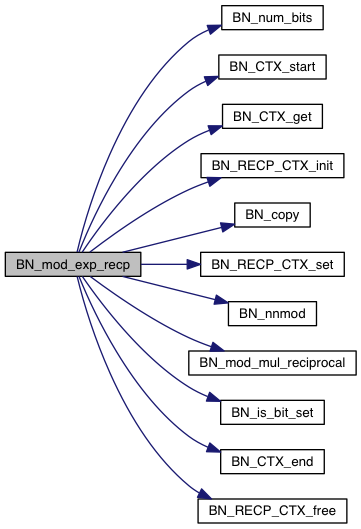 BN_num_bits
BN_CTX_start
BN_CTX_get
BN_RECP_CTX_init
BN_copy
BN_mod_exp_recp
BN_RECP_CTX_set
BN_nnmod
BN_mod_mul_reciprocal
BN_is_bit_set
BN_CTX_end
BN_RECP_CTX_free